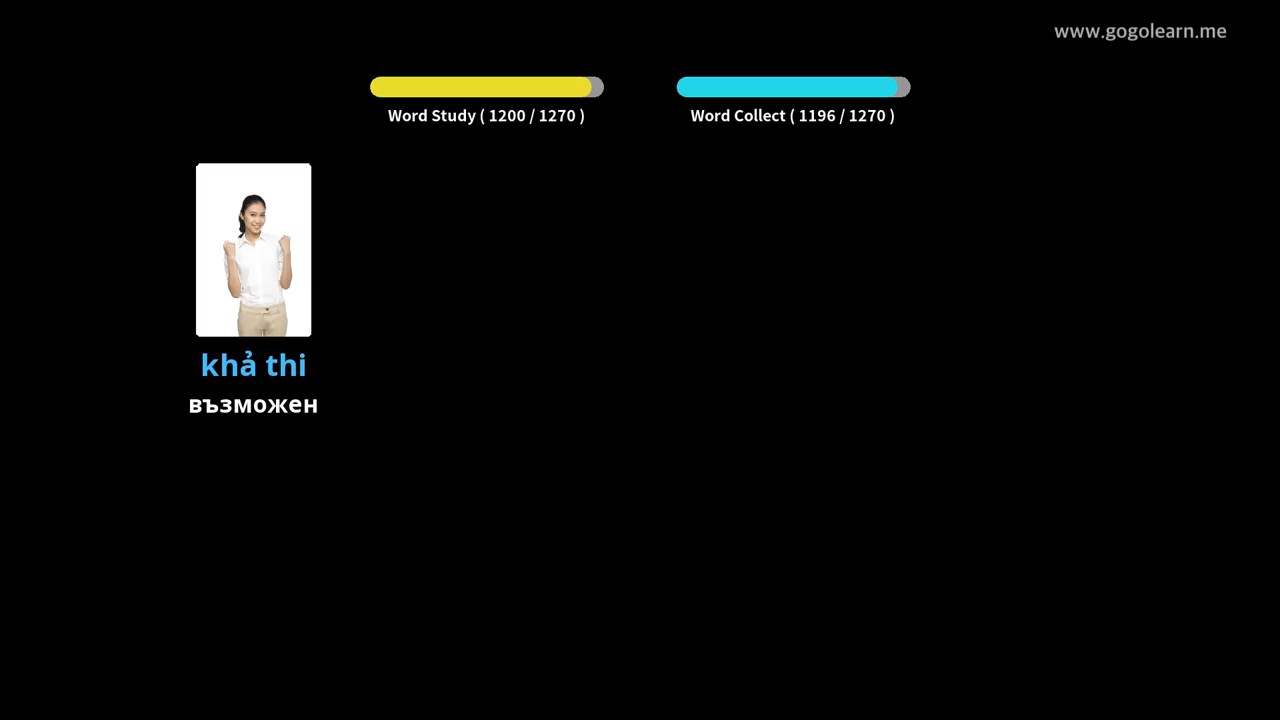 www.gogolearn.me
Word Study ( 1200 / 1270 )
Word Collect ( 1196 / 1270 )
khả thi
възможен